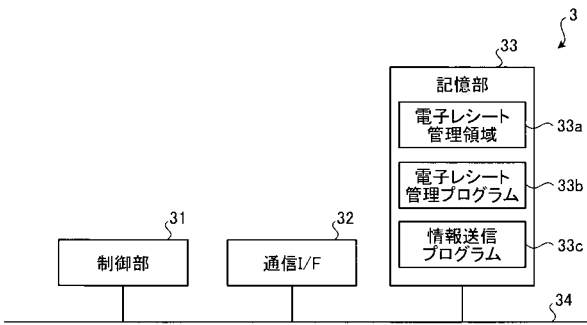 3
33
記憶部
電子レシート
管理領域
33a
電子レシート
管理プログラム
33b
情報送信
プログラム
33c
31
制御部
32
通信I/F
34